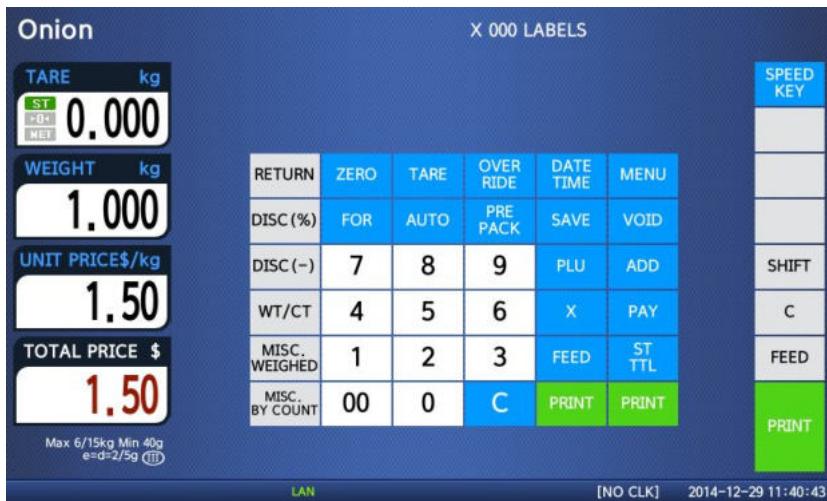 Onion
X 000 LABELS
TARE kg
ST
→0←
NET
0.000
WEIGHT kg
1.000
UNIT PRICE$/kg
1.50
TOTAL PRICE $
1.50
Max 6/15kg Min 40g
e=d=2/5g III
RETURN ZERO TARE OVER RIDE DATE TIME MENU
DISC(%) FOR AUTO PRE PACK SAVE VOID
DISC(-) 7 8 9 PLU ADD
WT/CT 4 5 6 X PAY
MISC. WEIGHED 1 2 3 FEED ST TTL
MISC. BY COUNT 00 0 C PRINT PRINT
SPEED
KEY
SHIFT
C
FEED
PRINT
LAN [NO CLK] 2014-12-29 11:40:43